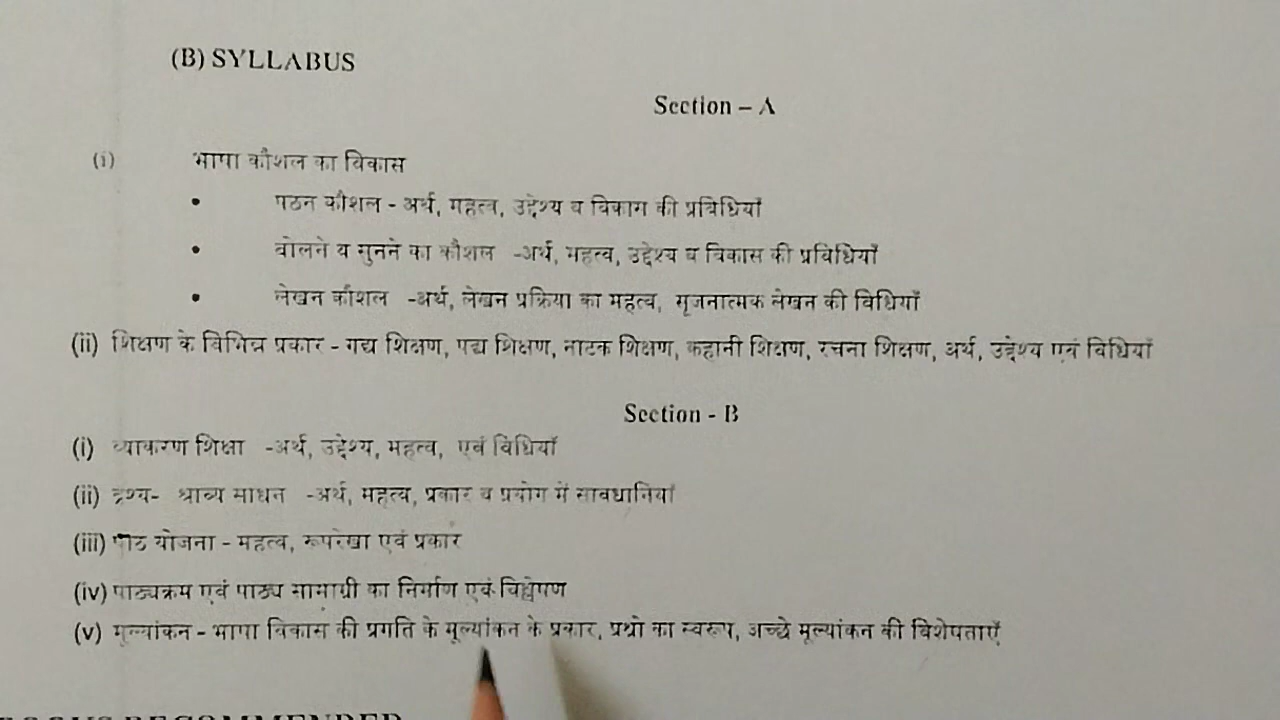 (B) SYLLABUS
Section – A
(i) भाषा कौशल का विकास
• पठन कौशल - अर्थ, महत्व, उद्देश्य व विकास की प्रविधियाँ
• बोलने व सुनने का कौशल -अर्थ, महत्व, उद्देश्य व विकास की प्रविधियाँ
• लेखन कौशल -अर्थ, लेखन प्रक्रिया का महत्व, सृजनात्मक लेखन की विधियाँ
(ii) शिक्षण के विभिन्न प्रकार - गद्य शिक्षण, पद्य शिक्षण, नाटक शिक्षण, कहानी शिक्षण, रचना शिक्षण, अर्थ, उद्देश्य एवं विधियाँ
Section - B
(i) व्याकरण शिक्षा -अर्थ, उद्देश्य, महत्व, एवं विधियाँ
(ii) द्रश्य- श्राव्य साधन -अर्थ, महत्व, प्रकार व प्रयोग में सावधानियां
(iii) पाठ योजना - महत्व, रूपरेखा एवं प्रकार
(iv) पाठ्यक्रम एवं पाठ्य सामाग्री का निर्माण एवं विश्लेषण
(v) मूल्यांकन - भाषा विकास की प्रगति के मूल्यांकन के प्रकार, प्रश्नो का स्वरूप, अच्छे मूल्यांकन की विशेषताएँ
RECOMMENDED